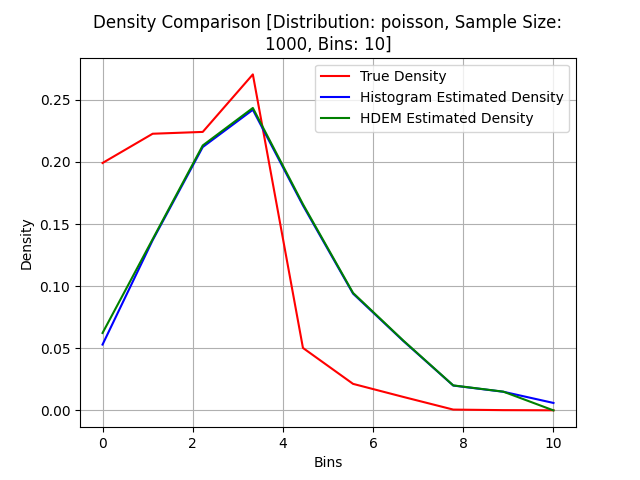 Density Comparison [Distribution: poisson, Sample Size:
1000, Bins: 10]
True Density
Histogram Estimated Density
HDEM Estimated Density
Density
0.25
0.20
0.15
0.10
0.05
0.00
0 2 4 6 8 10
Bins